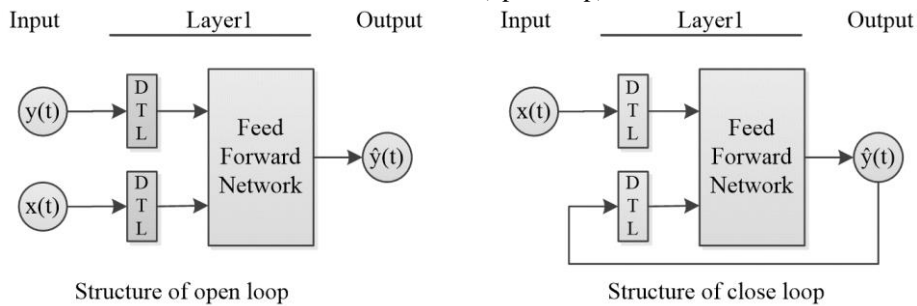 Input Layer1 Output
y(t)
D
T
L
x(t)
D
T
L
Feed
Forward
Network
ŷ(t)
Structure of open loop
Input Layer1 Output
x(t)
D
T
L
D
T
L
Feed
Forward
Network
ŷ(t)
Structure of close loop